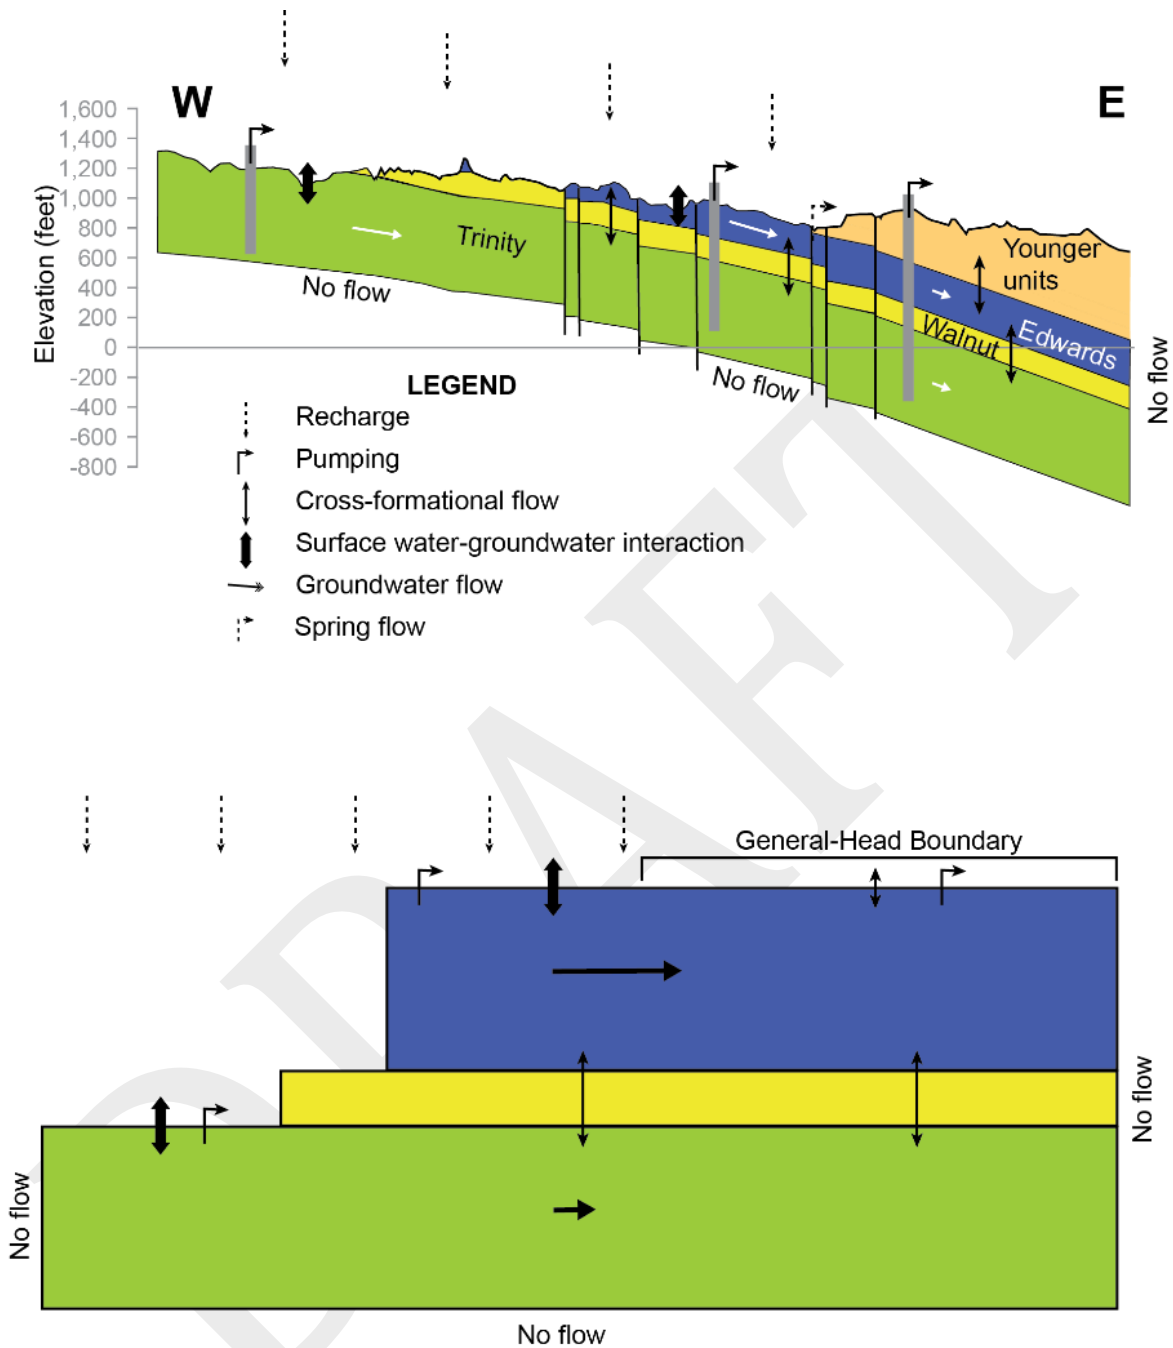 W
E
Elevation (feet)
1,600
1,400
1,200
1,000
800
600
400
200
0
-200
-400
-600
-800
Trinity
No flow
No flow
Younger
units
Edwards
Walnut
No flow
LEGEND
Recharge
Pumping
Cross-formational flow
Surface water-groundwater interaction
Groundwater flow
Spring flow
General-Head Boundary
No flow
No flow
No flow
DRAFT